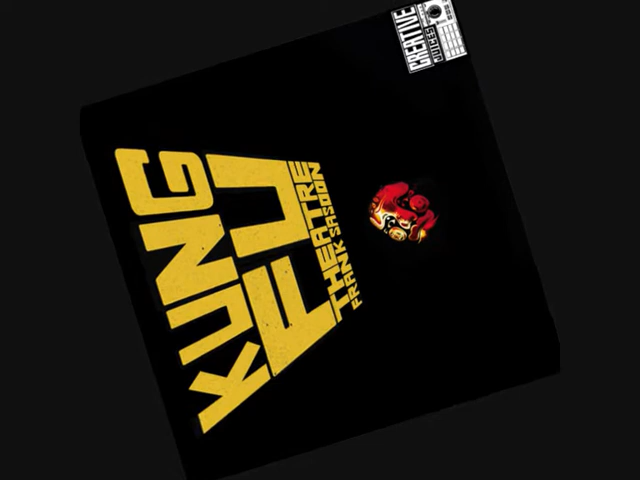 KUNG
FU
THEATRE
FRANK SASOON
CREATIVE
JUICES